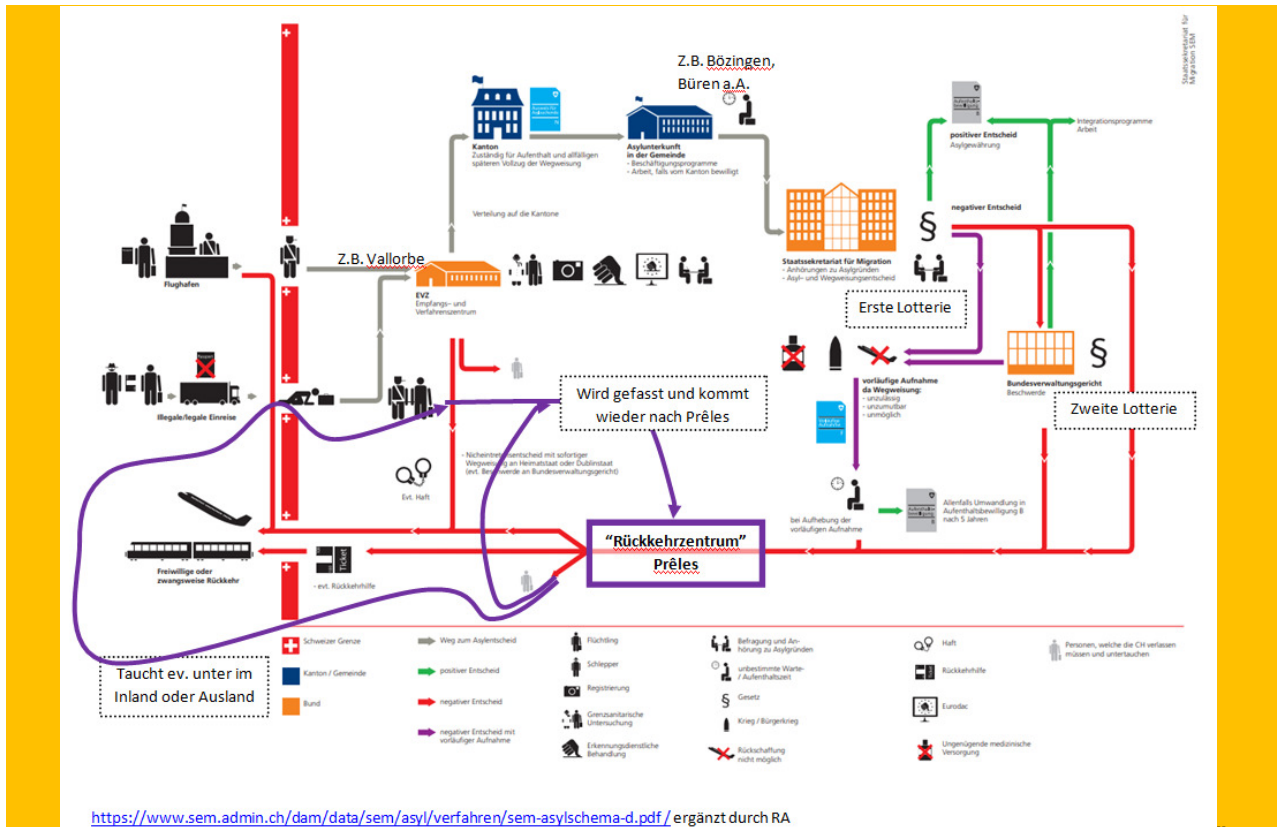 Staatssekretariat für
Migration SEM
Z.B. Bözingen,
Büren a.A.
Kanton
Zuständig für Aufenthalt und allfälligen
späteren Vollzug der Wegweisung
Asylunterkunft
in der Gemeinde
- Beschäftigungsprogramme
- Arbeit, falls vom Kanton bewilligt
positiver Entscheid
Asylgewährung
Integrationsprogramme
Arbeit
Verteilung auf die Kantone
negativer Entscheid
Flughafen
Z.B. Vallorbe
EVZ
Empfangs- und
Verfahrenszentrum
Staatssekretariat für Migration
- Anhörungen zu Asylgründen
- Asyl- und Wegweisungsentscheid
§
Erste Lotterie
Illegale/legale Einreise
Wird gefasst und kommt
wieder nach Prêles
vorläufige Aufnahme
da Wegweisung:
- unzulässig
- unzumutbar
- unmöglich
Bundesverwaltungsgericht
Beschwerde
§
Zweite Lotterie
- Nichteintretensentscheid mit sofortiger
Wegweisung an Heimatstaat oder Dublinstaat
(evt. Beschwerde an Bundesverwaltungsgericht)
Evt. Haft
bei Aufhebung der
vorläufigen Aufnahme
Allenfalls Umwandlung in
Aufenthaltsbewilligung B
nach 5 Jahren
"Rückkehrzentrum"
Prêles
Freiwillige oder
zwangsweise Rückkehr
Ticket
- evt. Rückkehrhilfe
Taucht ev. unter im
Inland oder Ausland
Schweizer Grenze
Kanton / Gemeinde
Bund
Weg zum Asylentscheid
positiver Entscheid
negativer Entscheid
negativer Entscheid mit
vorläufiger Aufnahme
Flüchtling
Schlepper
Registrierung
Grenzsanitarische
Untersuchung
Erkennungsdienstliche
Behandlung
Befragung und An-
hörung zu Asylgründen
unbestimmte Warte-
/ Aufenthaltszeit
§ Gesetz
Krieg / Bürgerkrieg
Rückschaffung
nicht möglich
Haft
Rückkehrhilfe
Eurodac
Ungenügende medizinische
Versorgung
Personen, welche die CH verlassen
müssen und untertauchen
https://www.sem.admin.ch/dam/data/sem/asyl/verfahren/sem-asylschema-d.pdf / ergänzt durch RA